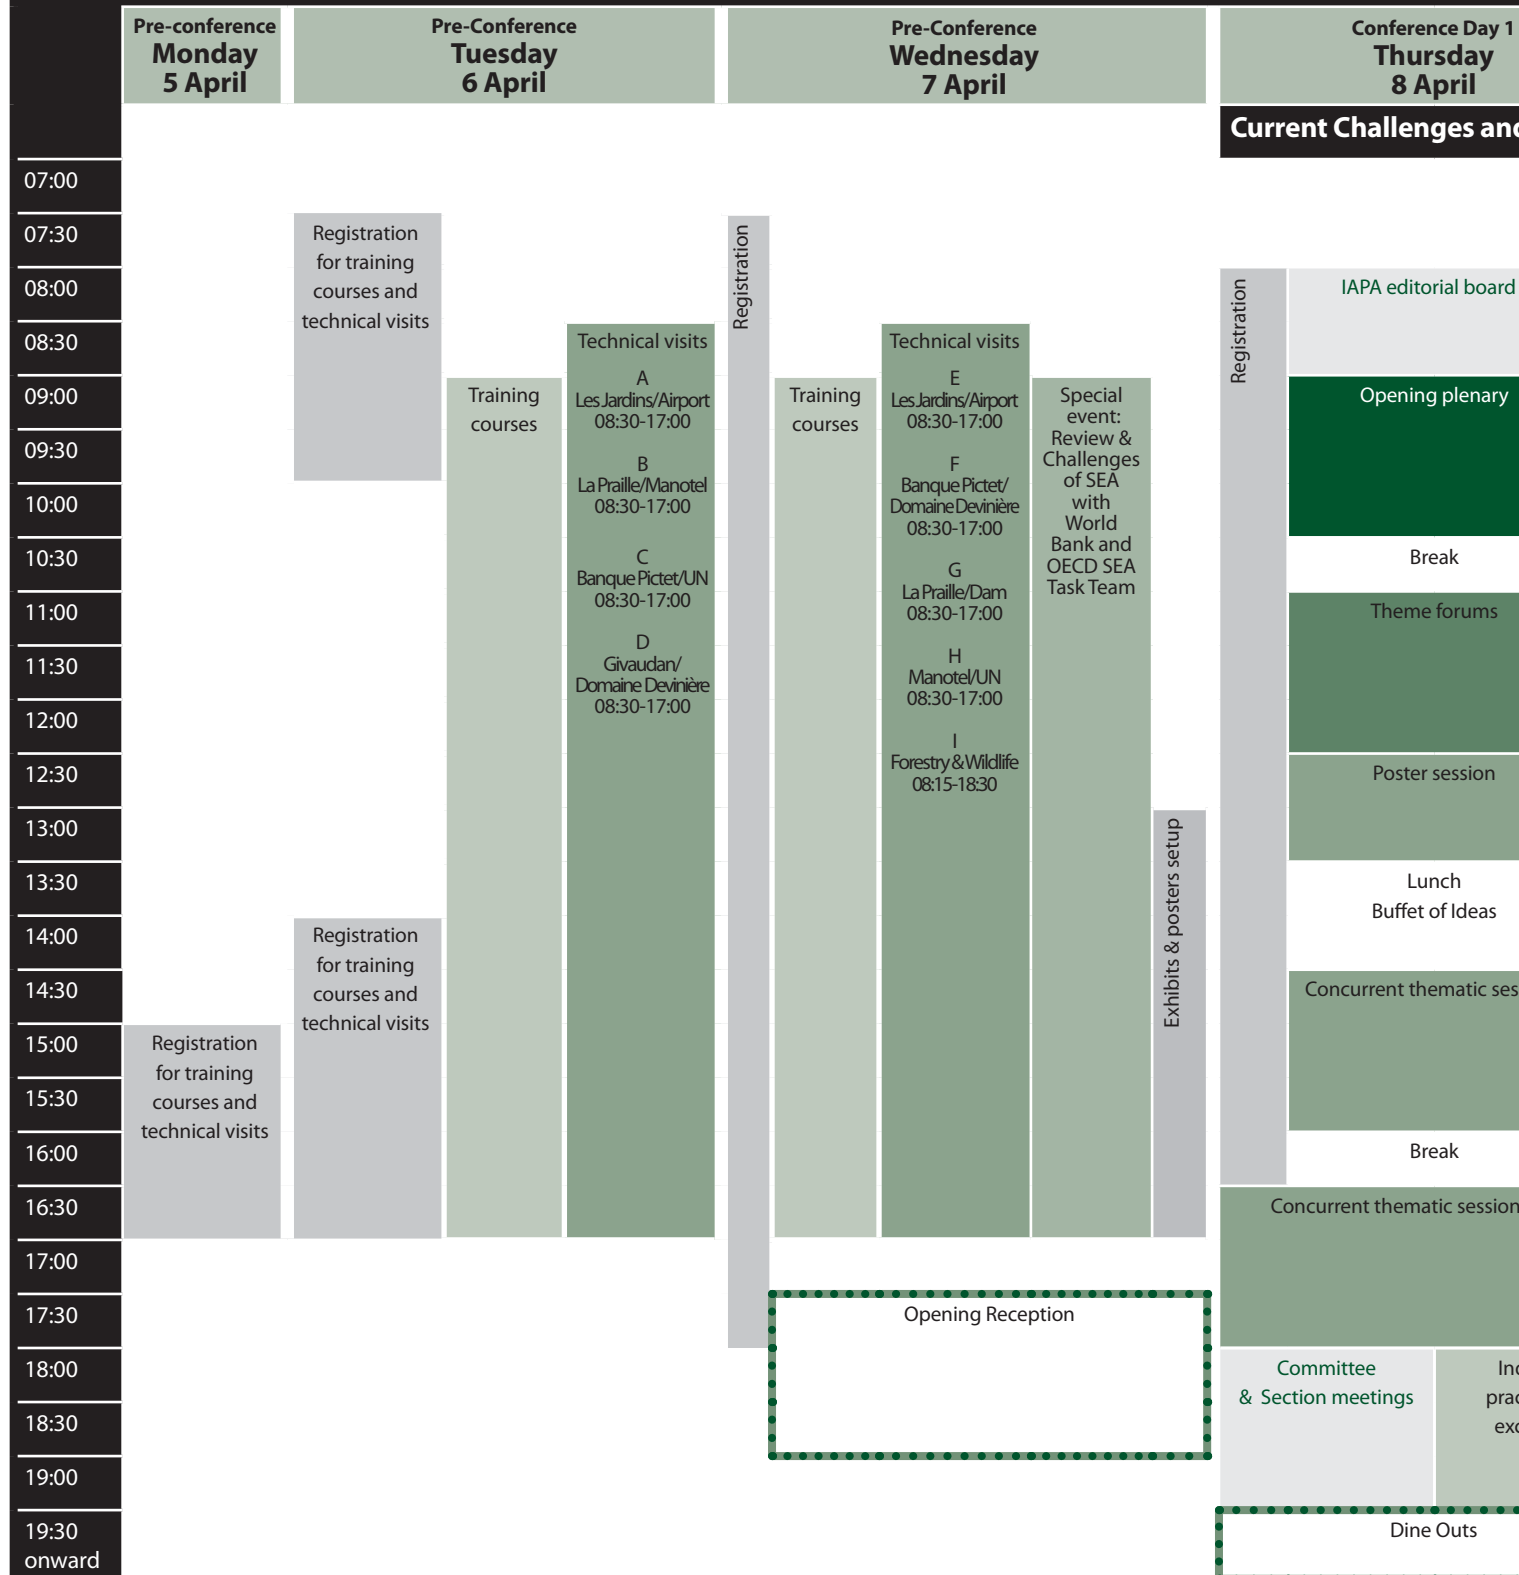 Pre-conference
Monday
5 April
Pre-Conference
Tuesday
6 April
Pre-Conference
Wednesday
7 April
Conference Day 1
Thursday
8 April
Current Challenges and
07:00
07:30
08:00
08:30
09:00
09:30
10:00
10:30
11:00
11:30
12:00
12:30
13:00
13:30
14:00
14:30
15:00
15:30
16:00
16:30
17:00
17:30
18:00
18:30
19:00
19:30
onward
Registration
for training
courses and
technical visits
Registration
for training
courses and
technical visits
Registration
for training
courses and
technical visits
Training
courses
Technical visits
A
Les Jardins/Airport
08:30-17:00
B
La Praille/Manotel
08:30-17:00
C
Banque Pictet/UN
08:30-17:00
D
Givaudan/
Domaine Devinière
08:30-17:00
Registration
Training
courses
Technical visits
E
Les Jardins/Airport
08:30-17:00
F
Banque Pictet/
Domaine Devinière
08:30-17:00
G
La Praille/Dam
08:30-17:00
H
Manotel/UN
08:30-17:00
I
Forestry & Wildlife
08:15-18:30
Special
event:
Review &
Challenges
of SEA
with
World
Bank and
OECD SEA
Task Team
Exhibits & posters setup
Opening Reception
Registration
IAPA editorial board
Opening plenary
Break
Theme forums
Poster session
Lunch
Buffet of Ideas
Concurrent thematic ses
Break
Concurrent thematic session
Committee
& Section meetings
Ind
prac
exc
Dine Outs